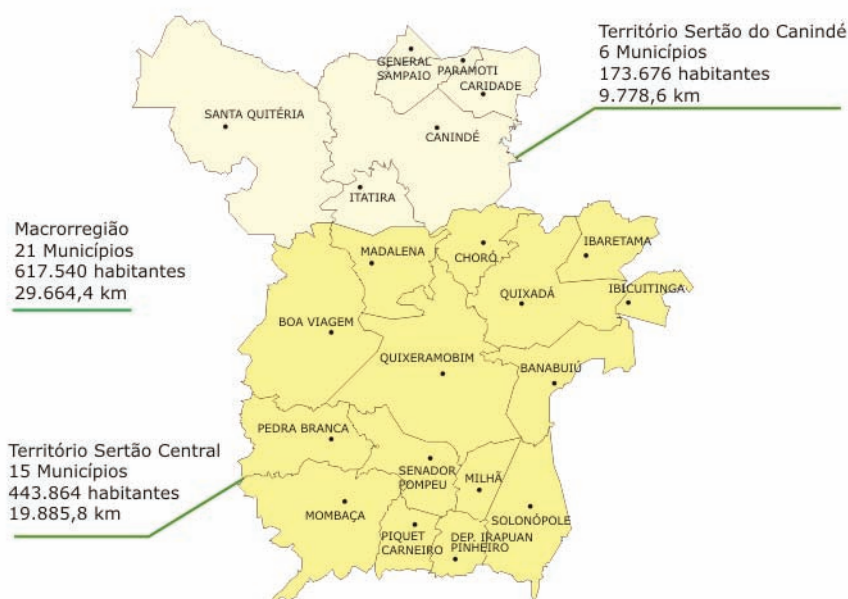 Território Sertão do Canindé
6 Municípios
173.676 habitantes
9.778,6 km
GENERAL
SAMPAIO
PARAMOTI
CARIDADE
SANTA QUITÉRIA
CANINDÉ
ITATIRA
Macrorregião
21 Municípios
617.540 habitantes
29.664,4 km
MADALENA
CHORÓ
IBARETAMA
QUIXADÁ
IBICUITINGA
BOA VIAGEM
QUIXERAMOBIM
BANABUIÚ
PEDRA BRANCA
Território Sertão Central
15 Municípios
443.864 habitantes
19.885,8 km
SENADOR
POMPEU
MILHÃ
MOMBAÇA
SOLONÓPOLE
PIQUET
CARNEIRO
DEP. IRAPUAN
PINHEIRO